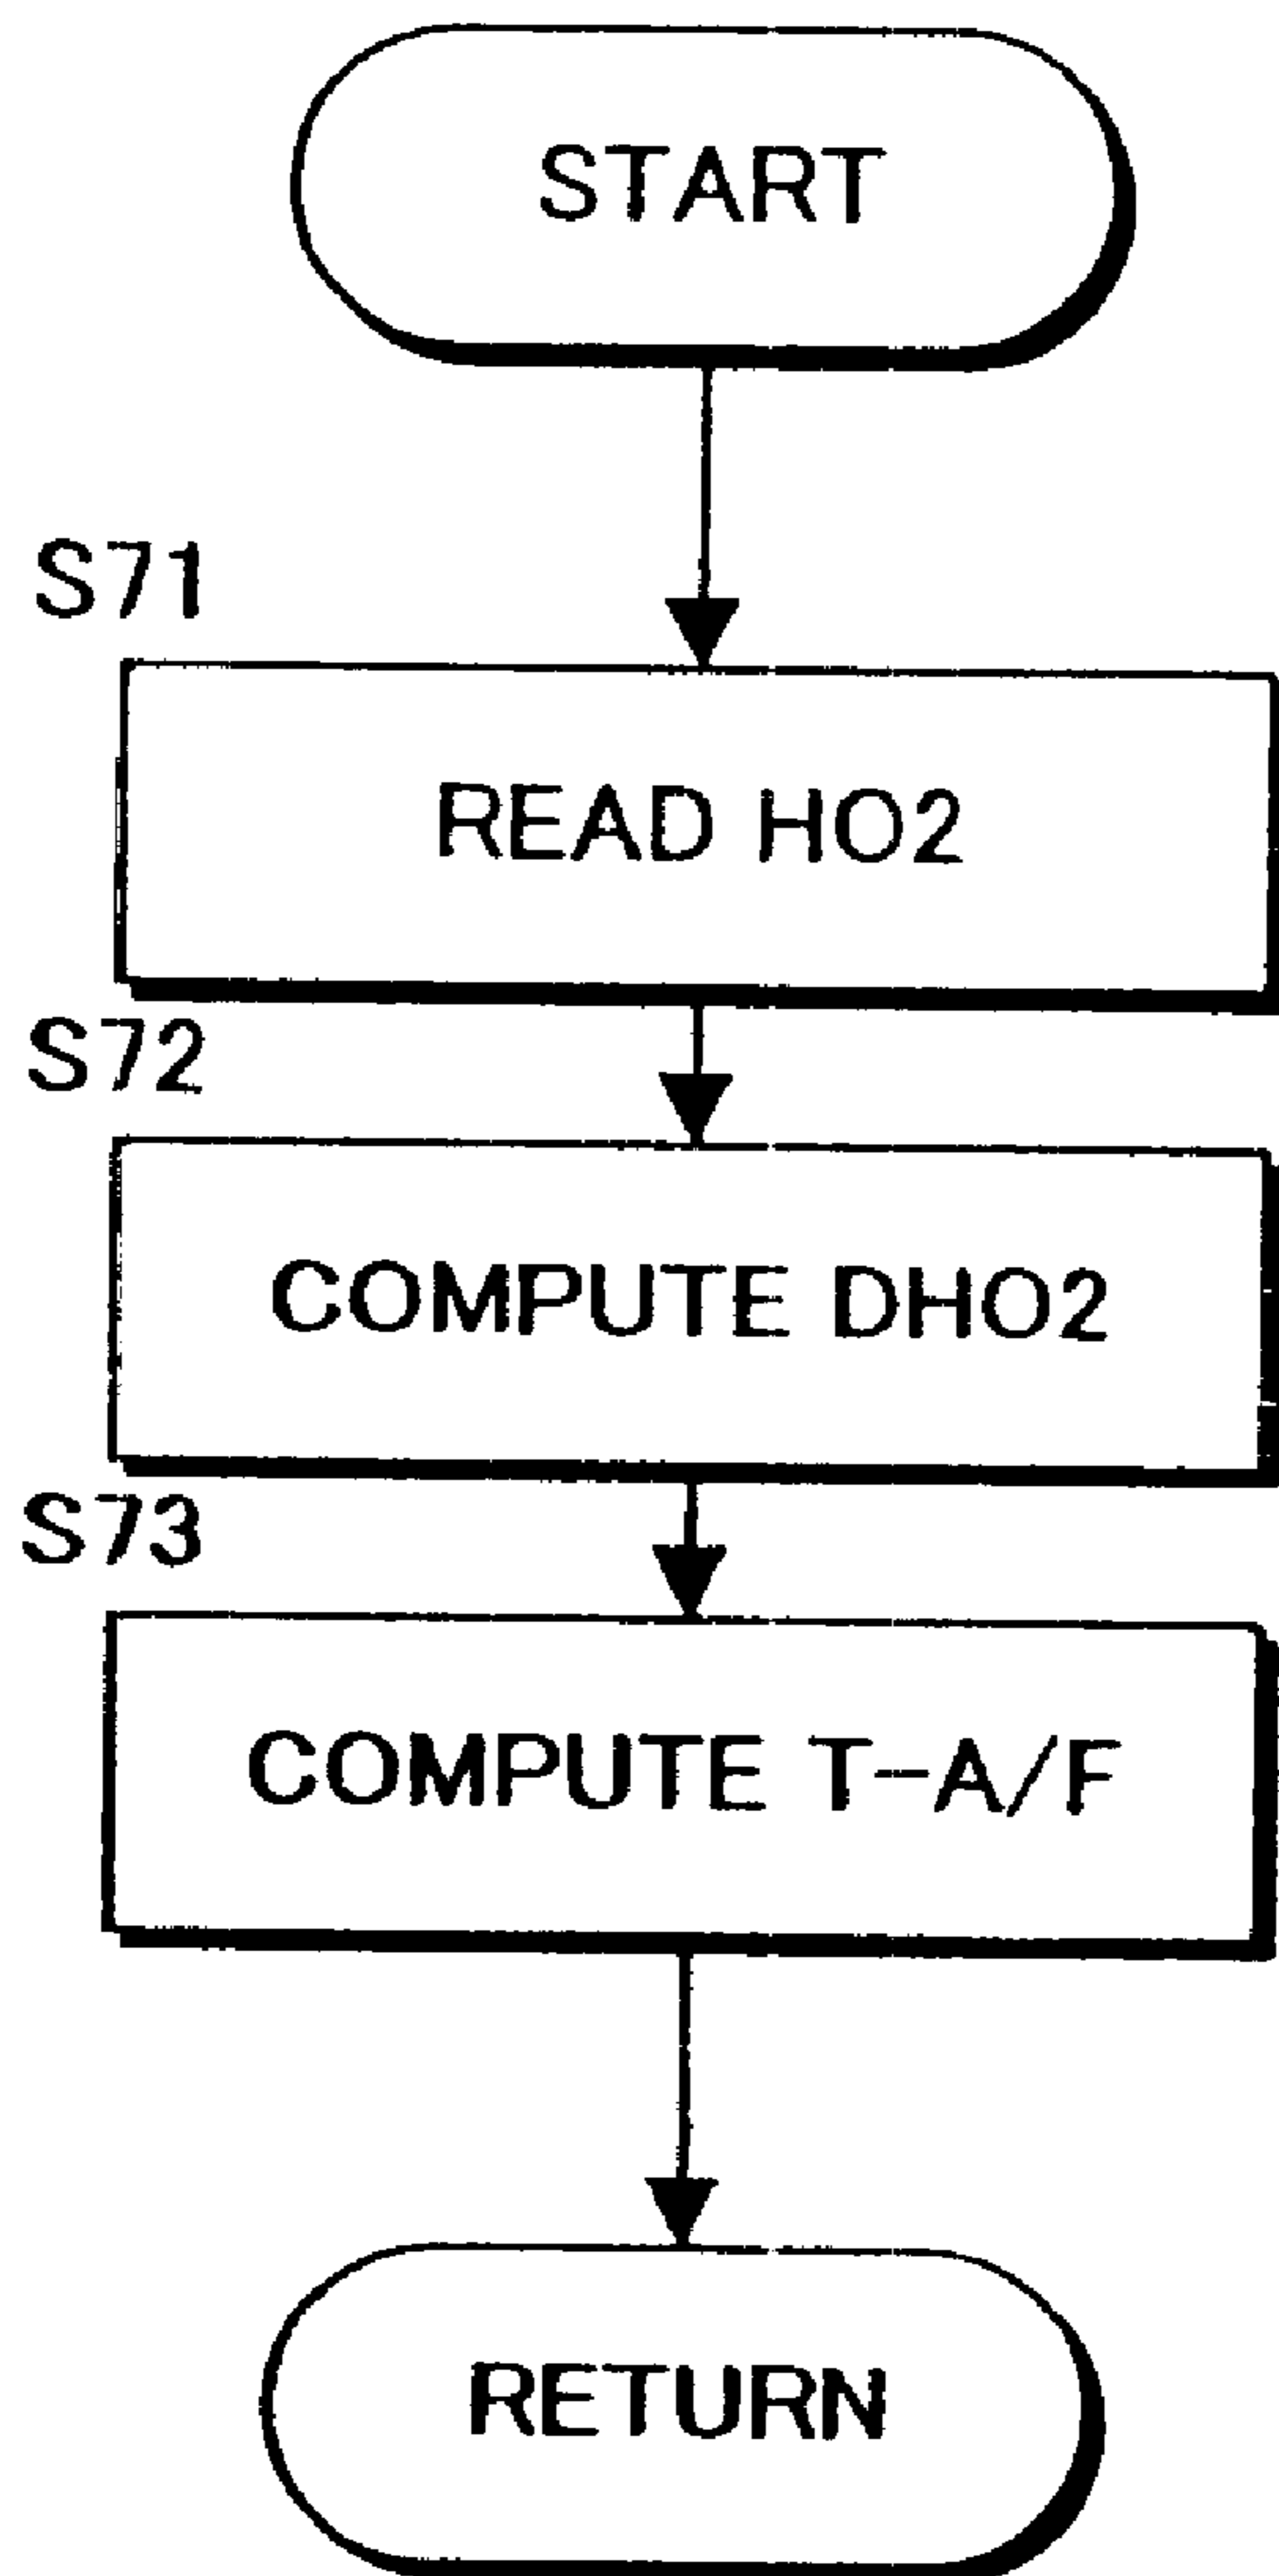 START
S71
READ HO2
S72
COMPUTE DHO2
S73
COMPUTE T-A/F
RETURN